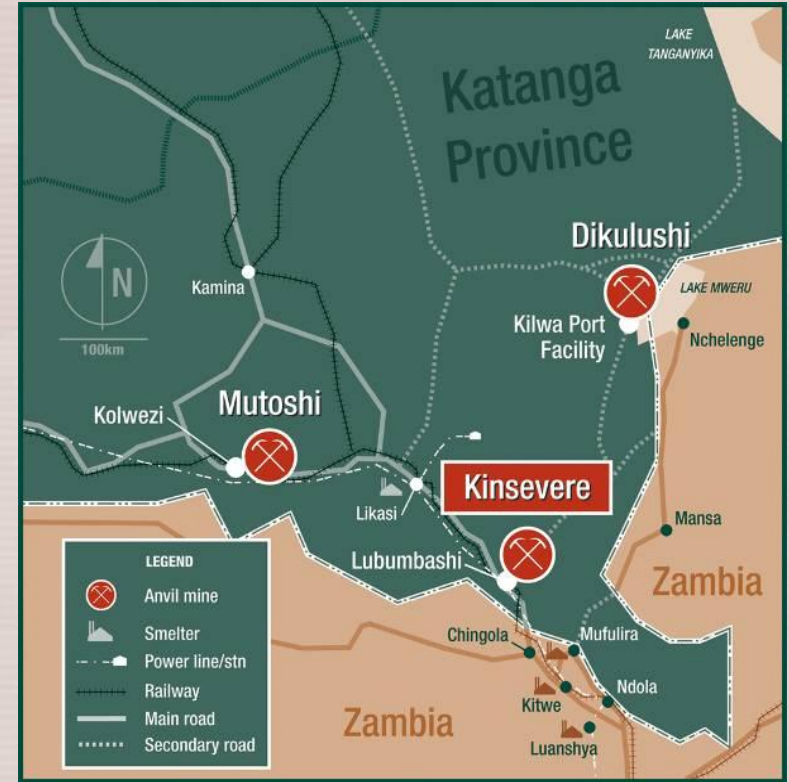 LAKE
TANGANYIKA
Katanga
Province
Dikulushi
N
Kamina
LAKE MWERU
100km
Kilwa Port
Facility
Nchelenge
Kolwezi
Mutoshi
Kinsevere
Likasi
Mansa
Lubumbashi
Zambia
LEGEND
Anvil mine
Smelter
Power line/stn
Railway
Main road
Secondary road
Chingola
Mufulira
Kitwe
Ndola
Zambia
Luanshya